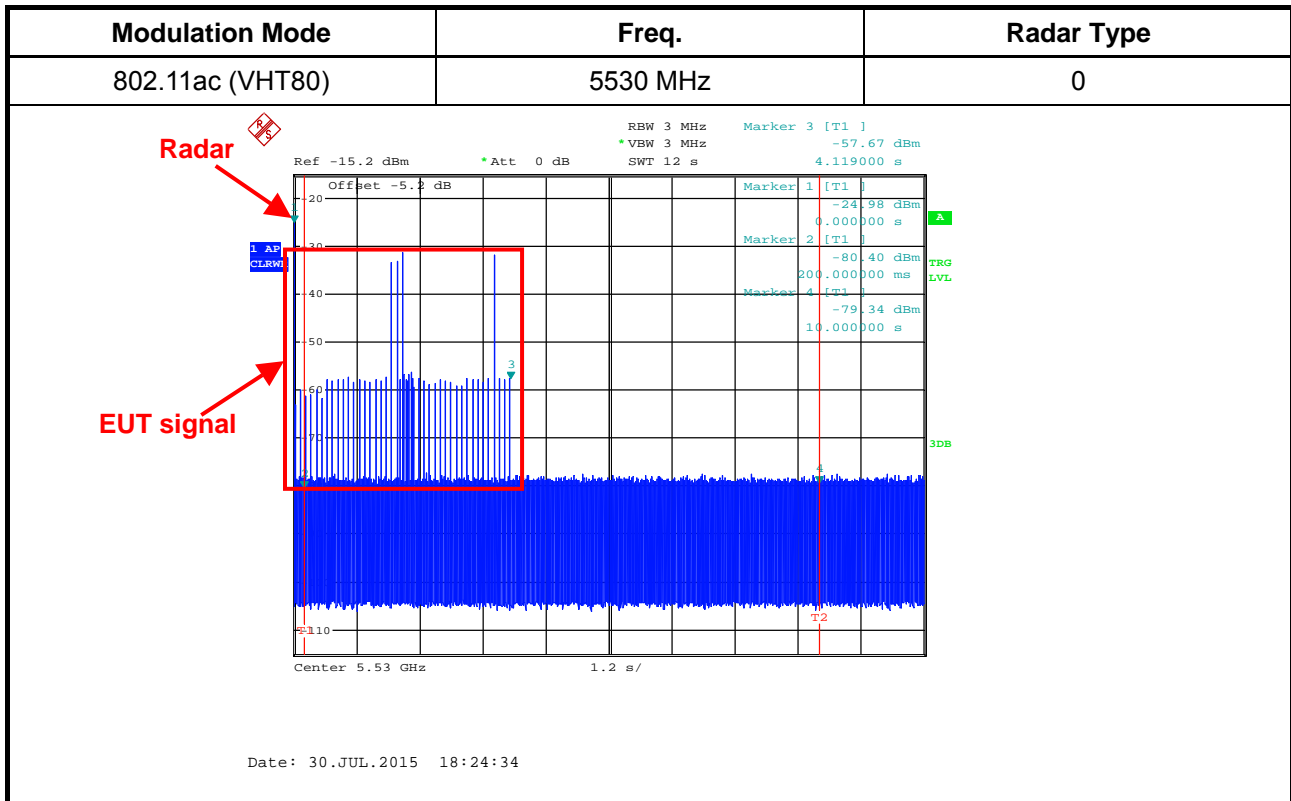 Modulation Mode Freq. Radar Type
802.11ac (VHT80) 5530 MHz 0
R S
Radar
RBW 3 MHz Marker 3 [T1 ]
*VBW 3 MHz -57.67 dBm
Ref -15.2 dBm *Att 0 dB SWT 12 s 4.119000 s
Offset -5.2 dB Marker 1 [T1 ]
-20 -24.98 dBm
1
0.000000 s A
Marker 2 [T1 ]
1 AP -30 -80.40 dBm
CLRWR 200.000000 ms TRG
LVL
-40 Marker 4 [T1 ]
-79.34 dBm
10.000000 s
-50
3
-60
EUT signal
-70 3DB
2 4
T1 -110 T2
Center 5.53 GHz 1.2 s/
Date: 30.JUL.2015 18:24:34